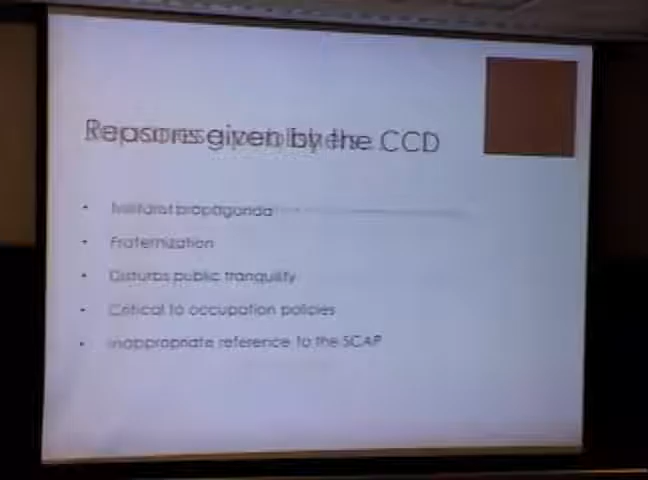 Reasons given by the CCD
• Militarist propaganda
• Fraternization
• Disturbs public tranquility
• Critical to occupation policies
• Inappropriate reference to the SCAP